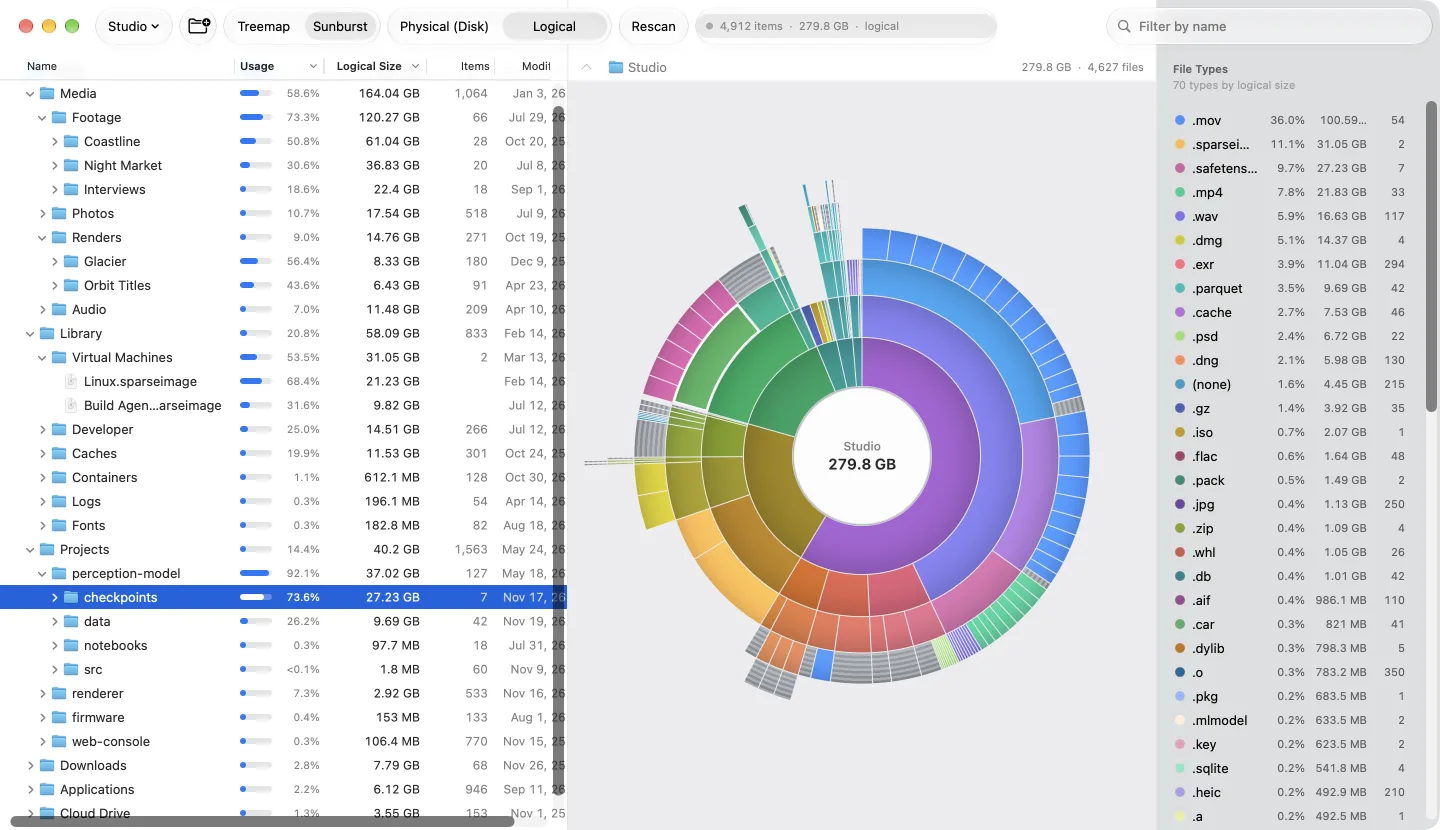 Studio Treemap Sunburst Physical (Disk) Logical Rescan 4,912 items · 279.8 GB · logical Filter by name
Name Usage Logical Size Items Modif
Media 58.6% 164.04 GB 1,064 Jan 3, 26
Footage 73.3% 120.27 GB 66 Jul 29, 26
Coastline 50.8% 61.04 GB 28 Oct 20, 25
Night Market 30.6% 36.83 GB 20 Jul 8, 26
Interviews 18.6% 22.4 GB 18 Sep 1, 26
Photos 10.7% 17.54 GB 518 Jul 9, 26
Renders 9.0% 14.76 GB 271 Oct 19, 25
Glacier 56.4% 8.33 GB 180 Dec 9, 25
Orbit Titles 43.6% 6.43 GB 91 Apr 23, 26
Audio 7.0% 11.48 GB 209 Apr 10, 26
Library 20.8% 58.09 GB 833 Feb 14, 26
Virtual Machines 53.5% 31.05 GB 2 Mar 13, 26
Linux.sparseimage 68.4% 21.23 GB Feb 14, 26
Build Agen...arseimage 31.6% 9.82 GB Jul 12, 26
Developer 25.0% 14.51 GB 266 Jul 12, 26
Caches 19.9% 11.53 GB 301 Oct 24, 25
Containers 1.1% 612.1 MB 128 Oct 30, 25
Logs 0.3% 196.1 MB 54 Apr 14, 26
Fonts 0.3% 182.8 MB 82 Aug 18, 26
Projects 14.4% 40.2 GB 1,563 May 24, 26
perception-model 92.1% 37.02 GB 127 May 18, 26
checkpoints 73.6% 27.23 GB 7 Nov 17, 26
data 26.2% 9.69 GB 42 Nov 19, 26
notebooks 0.3% 97.7 MB 18 Jul 31, 26
src <0.1% 1.8 MB 60 Nov 9, 26
renderer 7.3% 2.92 GB 533 Nov 16, 26
firmware 0.4% 153 MB 133 Aug 1, 26
web-console 0.3% 106.4 MB 770 Nov 15, 26
Downloads 2.8% 7.79 GB 68 Nov 26, 26
Applications 2.2% 6.12 GB 946 Sep 11, 26
Cloud Drive 1.3% 3.55 GB 153 Nov 1, 25
Studio 279.8 GB · 4,627 files
Studio
279.8 GB
File Types
70 types by logical size
.mov 36.0% 100.59... 54
.sparsei... 11.1% 31.05 GB 2
.safetens... 9.7% 27.23 GB 7
.mp4 7.8% 21.83 GB 33
.wav 5.9% 16.63 GB 117
.dmg 5.1% 14.37 GB 4
.exr 3.9% 11.04 GB 294
.parquet 3.5% 9.69 GB 42
.cache 2.7% 7.53 GB 46
.psd 2.4% 6.72 GB 22
.dng 2.1% 5.98 GB 130
(none) 1.6% 4.45 GB 215
.gz 1.4% 3.92 GB 35
.iso 0.7% 2.07 GB 1
.flac 0.6% 1.64 GB 48
.pack 0.5% 1.49 GB 2
.jpg 0.4% 1.13 GB 250
.zip 0.4% 1.09 GB 4
.whl 0.4% 1.05 GB 26
.db 0.4% 1.01 GB 42
.aif 0.4% 986.1 MB 110
.car 0.3% 821 MB 41
.dylib 0.3% 798.3 MB 5
.o 0.3% 783.2 MB 350
.pkg 0.2% 683.5 MB 1
.mlmodel 0.2% 633.5 MB 2
.key 0.2% 623.5 MB 2
.sqlite 0.2% 541.8 MB 4
.heic 0.2% 492.9 MB 210
.a 0.2% 492.5 MB 1